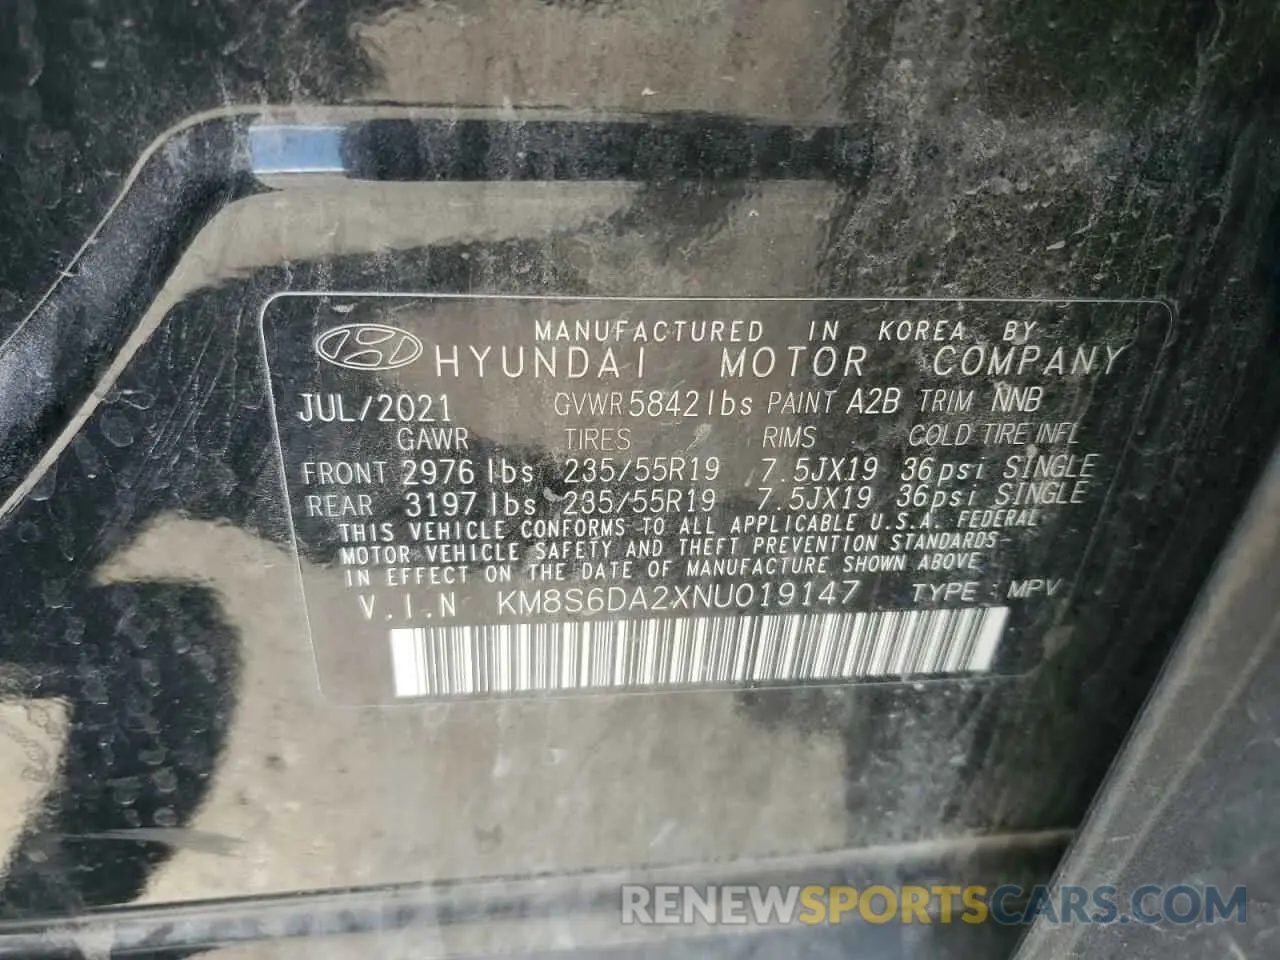 MANUFACTURED IN KOREA BY
HYUNDAI MOTOR COMPANY
JUL/2021 GVWR 5842lbs PAINT A2B TRIM NNB
GAWR TIRES RIMS COLD TIRE INFL
FRONT 2976 lbs 235/55R19 7.5JX19 36psi SINGLE
REAR 3197 lbs 235/55R19 7.5JX19 36psi SINGLE
THIS VEHICLE CONFORMS TO ALL APPLICABLE U.S.A. FEDERAL
MOTOR VEHICLE SAFETY AND THEFT PREVENTION STANDARDS
IN EFFECT ON THE DATE OF MANUFACTURE SHOWN ABOVE
V.I.N KM8S6DA2XNU019147 TYPE : MPV
RENEWSPORTSCARS.COM